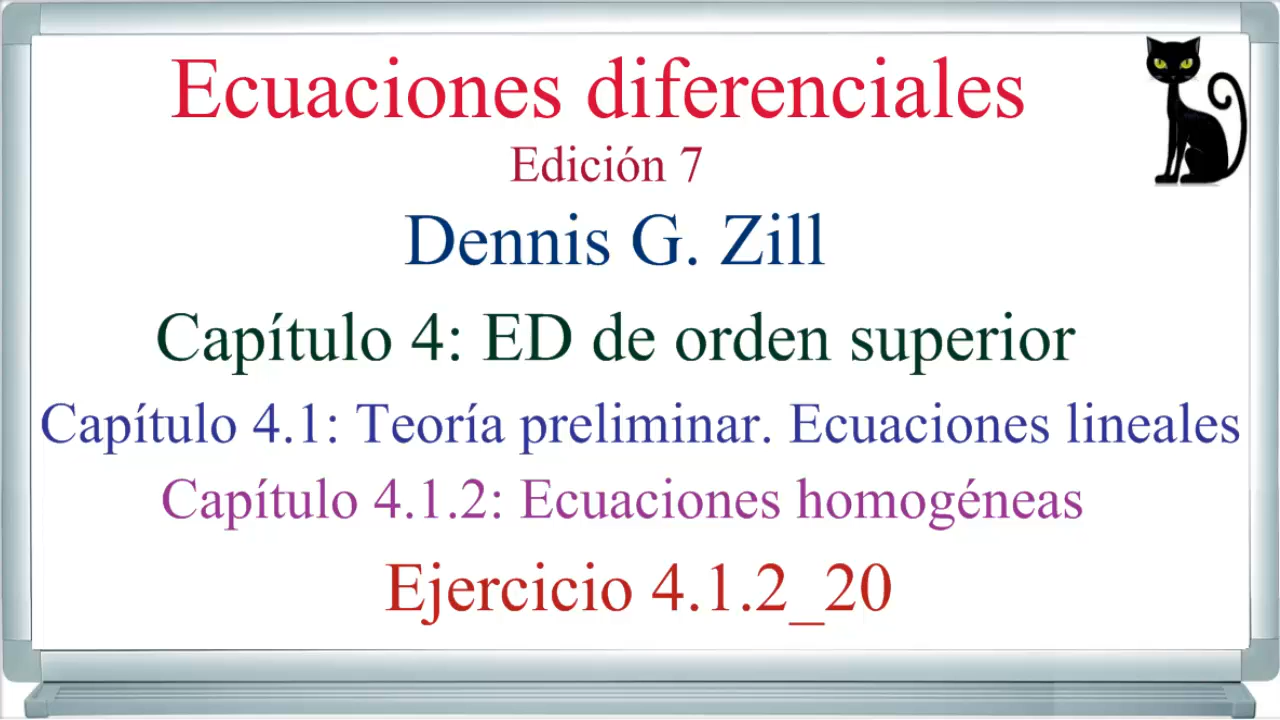 Ecuaciones diferenciales
Edición 7
Dennis G. Zill
Capítulo 4: ED de orden superior
Capítulo 4.1: Teoría preliminar. Ecuaciones lineales
Capítulo 4.1.2: Ecuaciones homogéneas
Ejercicio 4.1.2_20